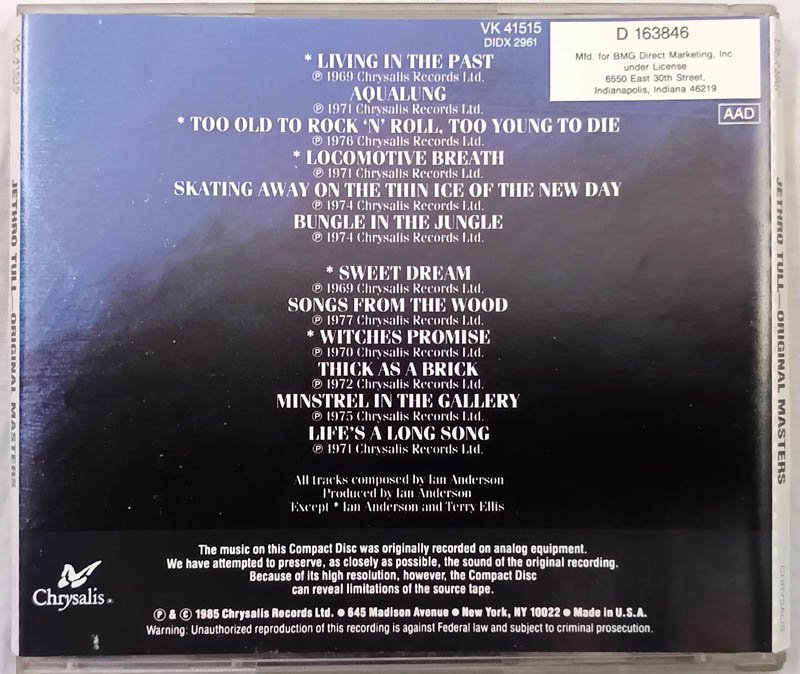 VK 41515
DIDX 2961
D 163846
Mfd. for BMG Direct Marketing, Inc.
under License
6550 East 30th Street,
Indianapolis, Indiana 46219
AAD
* LIVING IN THE PAST
℗ 1969 Chrysalis Records Ltd.
AQUALUNG
℗ 1971 Chrysalis Records Ltd.
* TOO OLD TO ROCK 'N' ROLL, TOO YOUNG TO DIE
℗ 1976 Chrysalis Records Ltd.
* LOCOMOTIVE BREATH
℗ 1971 Chrysalis Records Ltd.
SKATING AWAY ON THE THIN ICE OF THE NEW DAY
℗ 1974 Chrysalis Records Ltd.
BUNGLE IN THE JUNGLE
℗ 1974 Chrysalis Records Ltd.
* SWEET DREAM
℗ 1969 Chrysalis Records Ltd.
SONGS FROM THE WOOD
℗ 1977 Chrysalis Records Ltd.
* WITCHES PROMISE
℗ 1970 Chrysalis Records Ltd.
THICK AS A BRICK
℗ 1972 Chrysalis Records Ltd.
MINSTREL IN THE GALLERY
℗ 1975 Chrysalis Records Ltd.
LIFE'S A LONG SONG
℗ 1971 Chrysalis Records Ltd.
All tracks composed by Ian Anderson
Produced by Ian Anderson
Except * Ian Anderson and Terry Ellis
The music on this Compact Disc was originally recorded on analog equipment.
We have attempted to preserve, as closely as possible, the sound of the original recording.
Because of its high resolution, however, the Compact Disc
can reveal limitations of the source tape.
Chrysalis®
℗ & © 1985 Chrysalis Records Ltd. ● 645 Madison Avenue ● New York, NY 10022 ● Made in U.S.A.
Warning: Unauthorized reproduction of this recording is against Federal law and subject to criminal prosecution.
VK 41515
JETHRO TULL—ORIGINAL MASTERS
JETHRO TULL—ORIGINAL MASTERS
CHRYSALIS